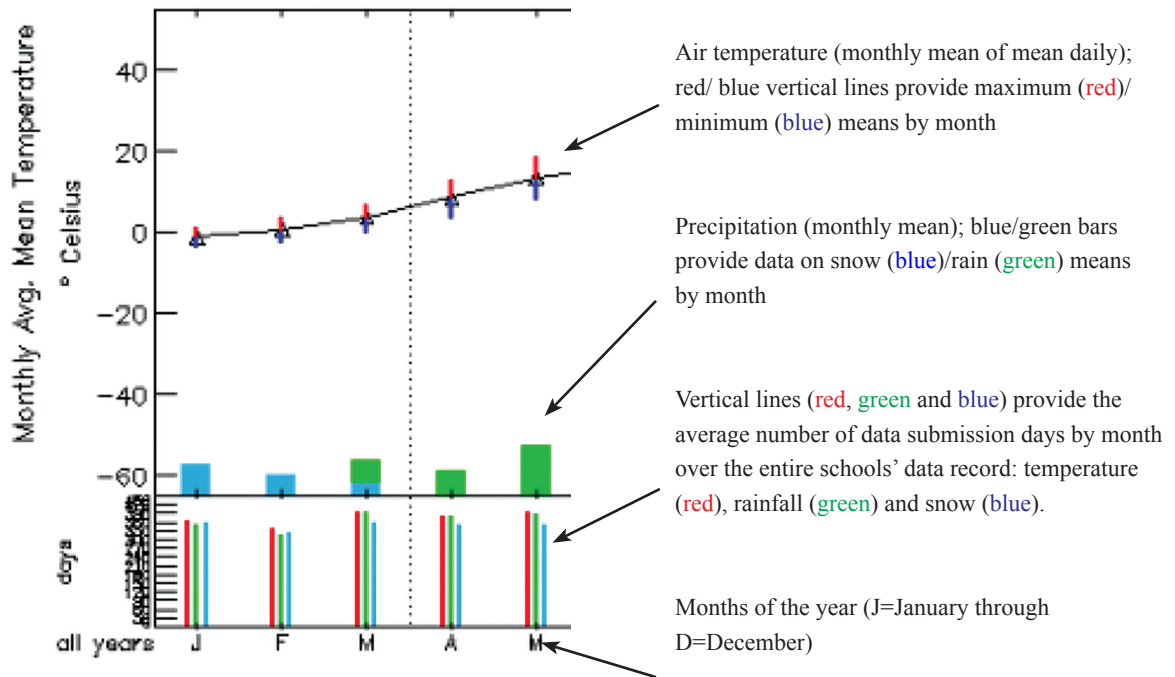 Monthly Avg. Mean Temperature
° Celsius
40
20
0
−20
−40
−60
days
all years J F M A M
Air temperature (monthly mean of mean daily);
red/ blue vertical lines provide maximum (red)/
minimum (blue) means by month
Precipitation (monthly mean); blue/green bars
provide data on snow (blue)/rain (green) means
by month
Vertical lines (red, green and blue) provide the
average number of data submission days by month
over the entire schools’ data record: temperature
(red), rainfall (green) and snow (blue).
Months of the year (J=January through
D=December)